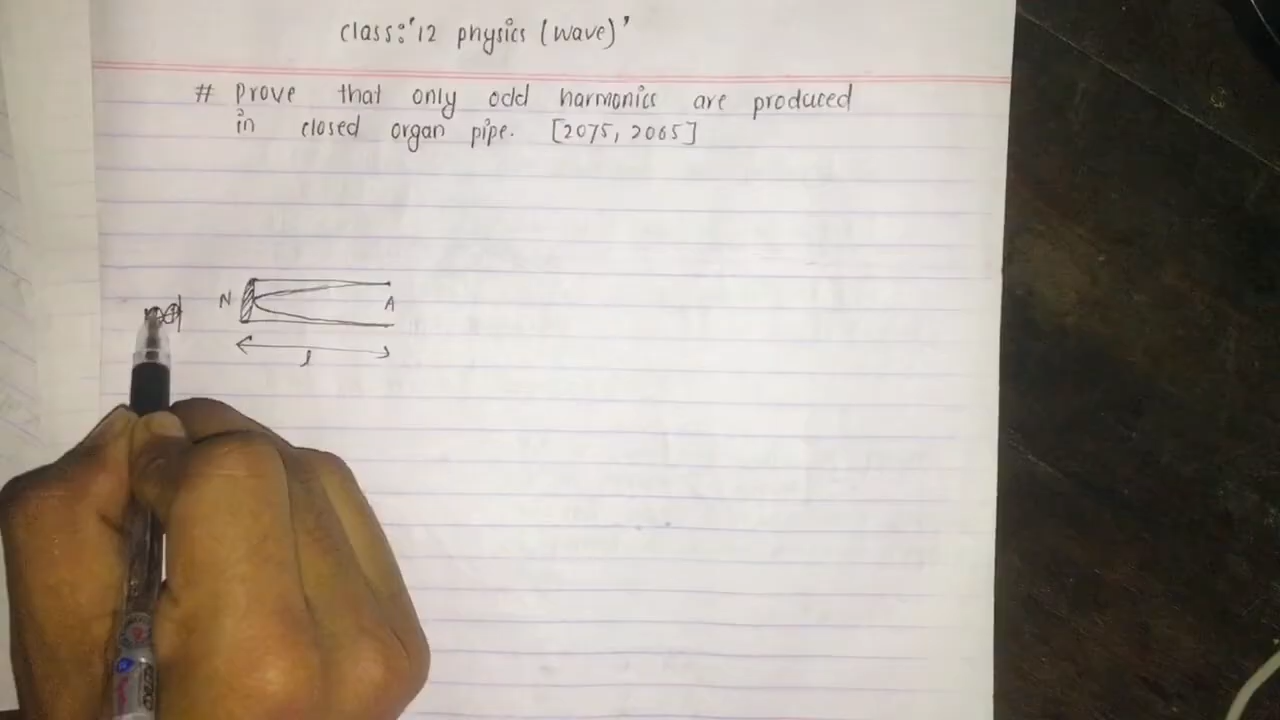 class:'12 physics (wave)'
# prove that only odd harmonics are produced
in closed organ pipe. [2075, 2065]
N A
l